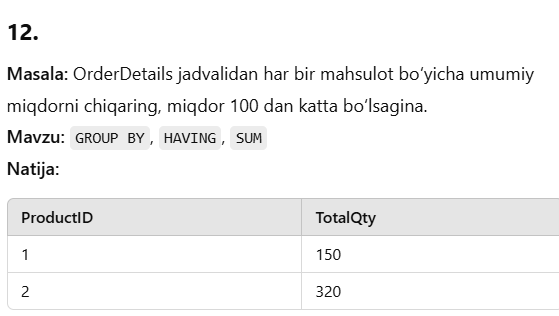 12.
Masala: OrderDetails jadvalidan har bir mahsulot bo‘yicha umumiy
miqdorni chiqaring, miqdor 100 dan katta bo‘lsagina.
Mavzu: GROUP BY, HAVING, SUM
Natija:
ProductID TotalQty
1 150
2 320